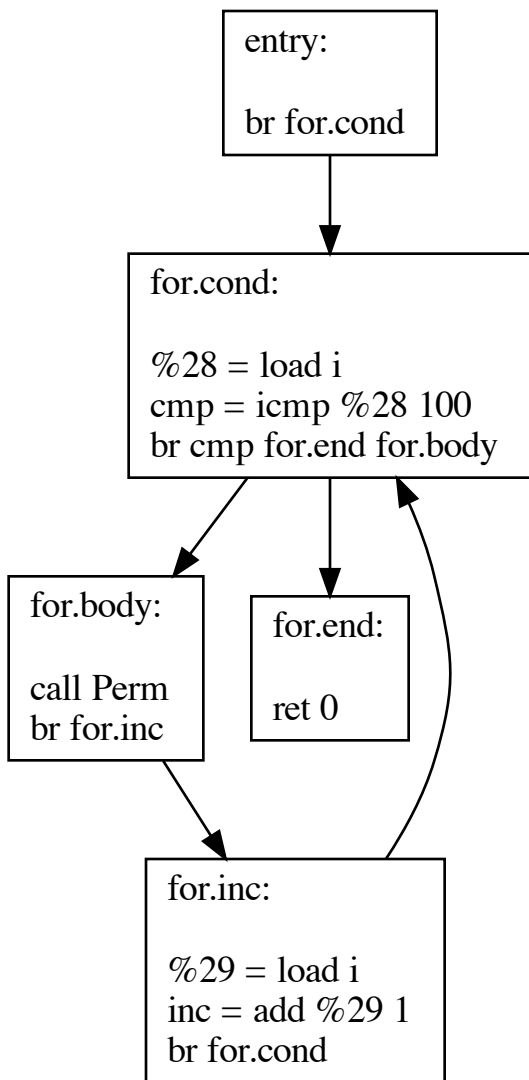 entry:
br for.cond
for.cond:
%28 = load i
cmp = icmp %28 100
br cmp for.end for.body
for.body:
call Perm
br for.inc
for.end:
ret 0
for.inc:
%29 = load i
inc = add %29 1
br for.cond